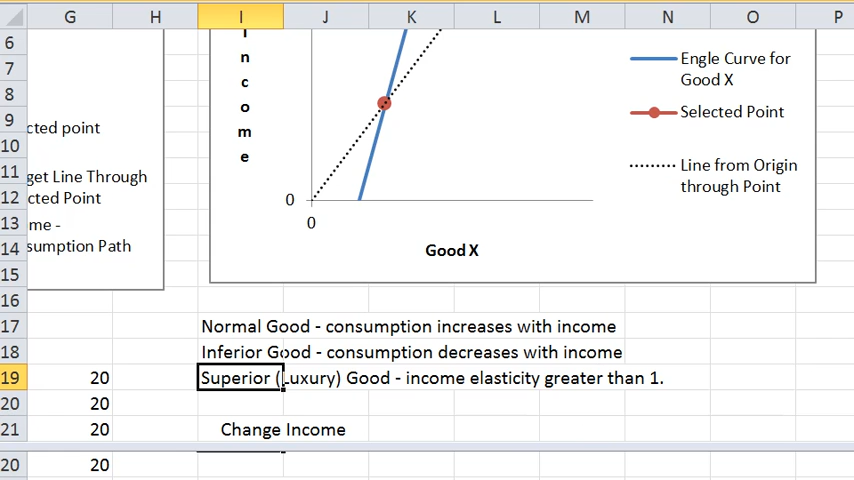 G H I J K L M N O P
6
7
8
9
10
11
12
13
14
15
16
17
18
19
20
21
20
cted point
get Line Through
cted Point
me -
sumption Path
I
n
c
o
m
e
0
0
Good X
Engle Curve for
Good X
Selected Point
Line from Origin
through Point
Normal Good - consumption increases with income
Inferior Good - consumption decreases with income
20 Superior (Luxury) Good - income elasticity greater than 1.
20
20 Change Income
20